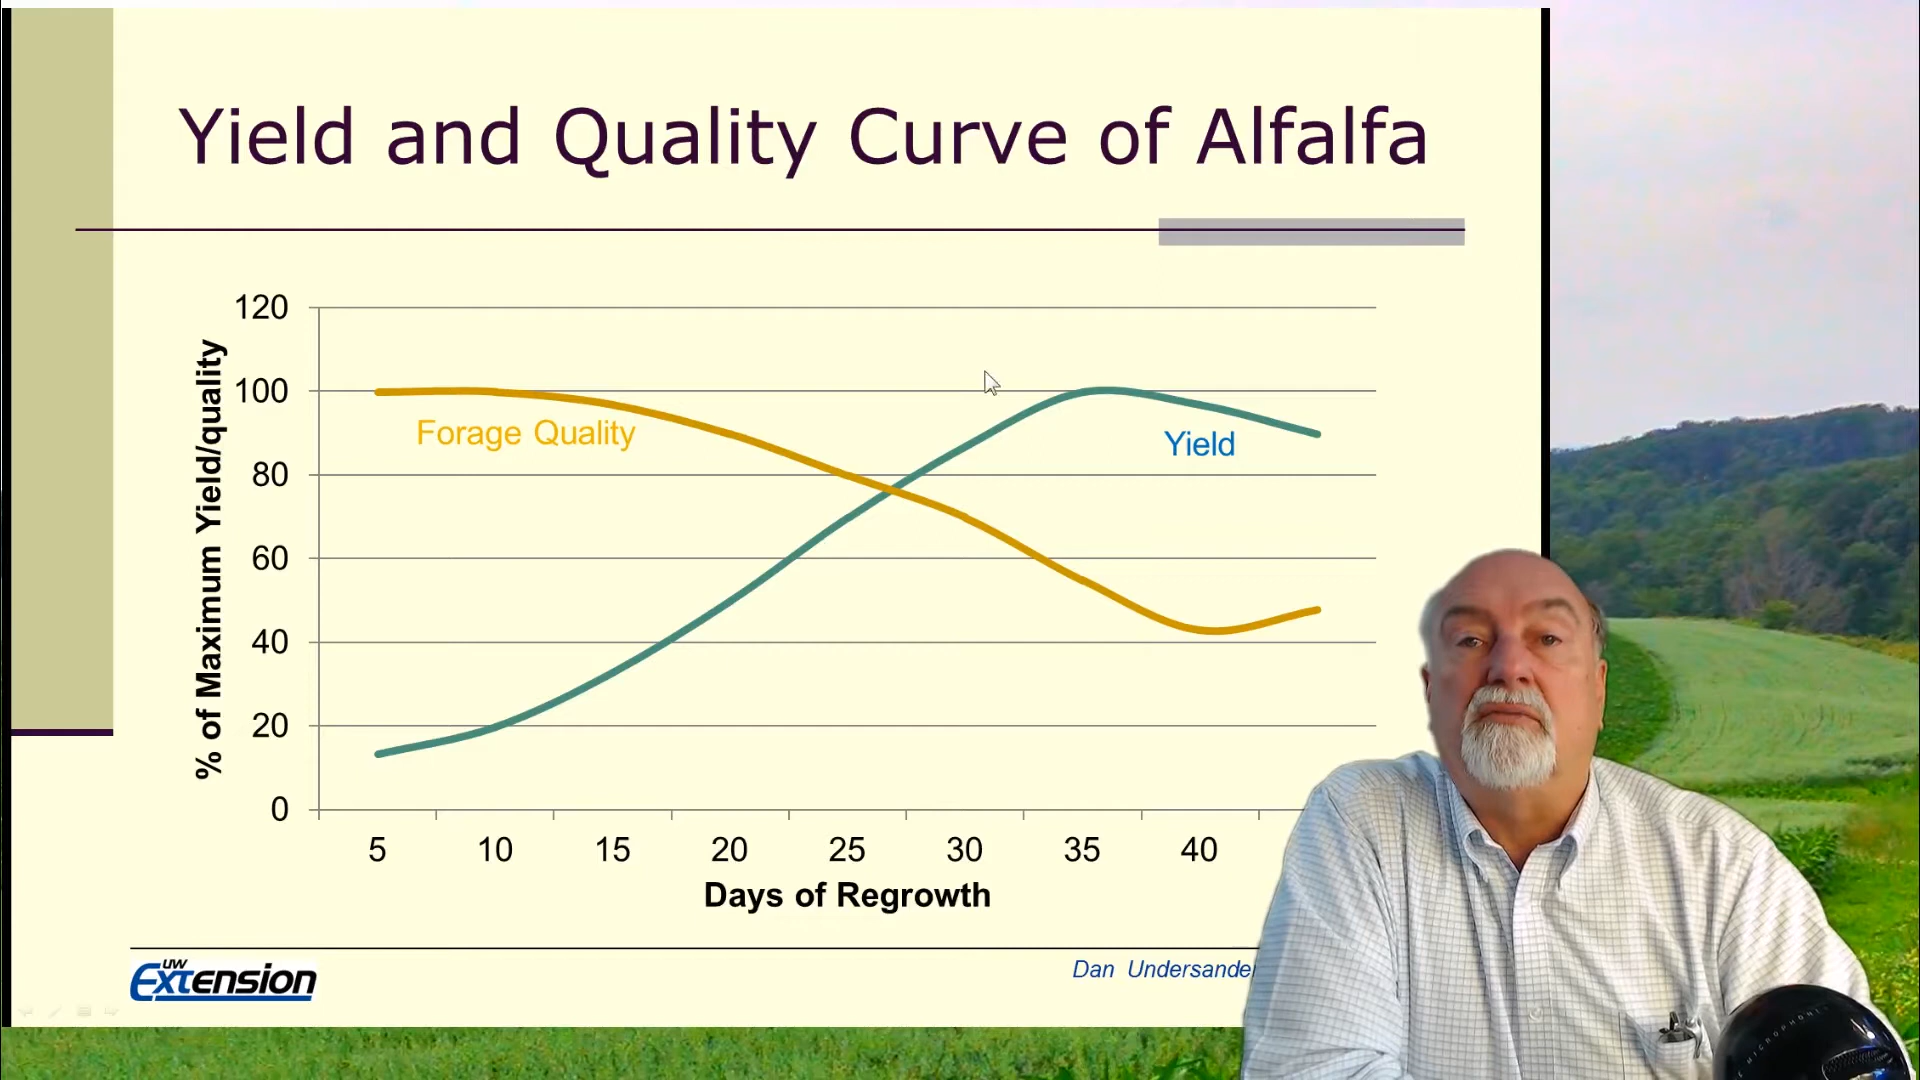 Yield and Quality Curve of Alfalfa
120
100
80
60
40
20
0
% of Maximum Yield/quality
Forage Quality
Yield
5 10 15 20 25 30 35 40
Days of Regrowth
UW
Extension
Dan Undersande
MICROPHONE